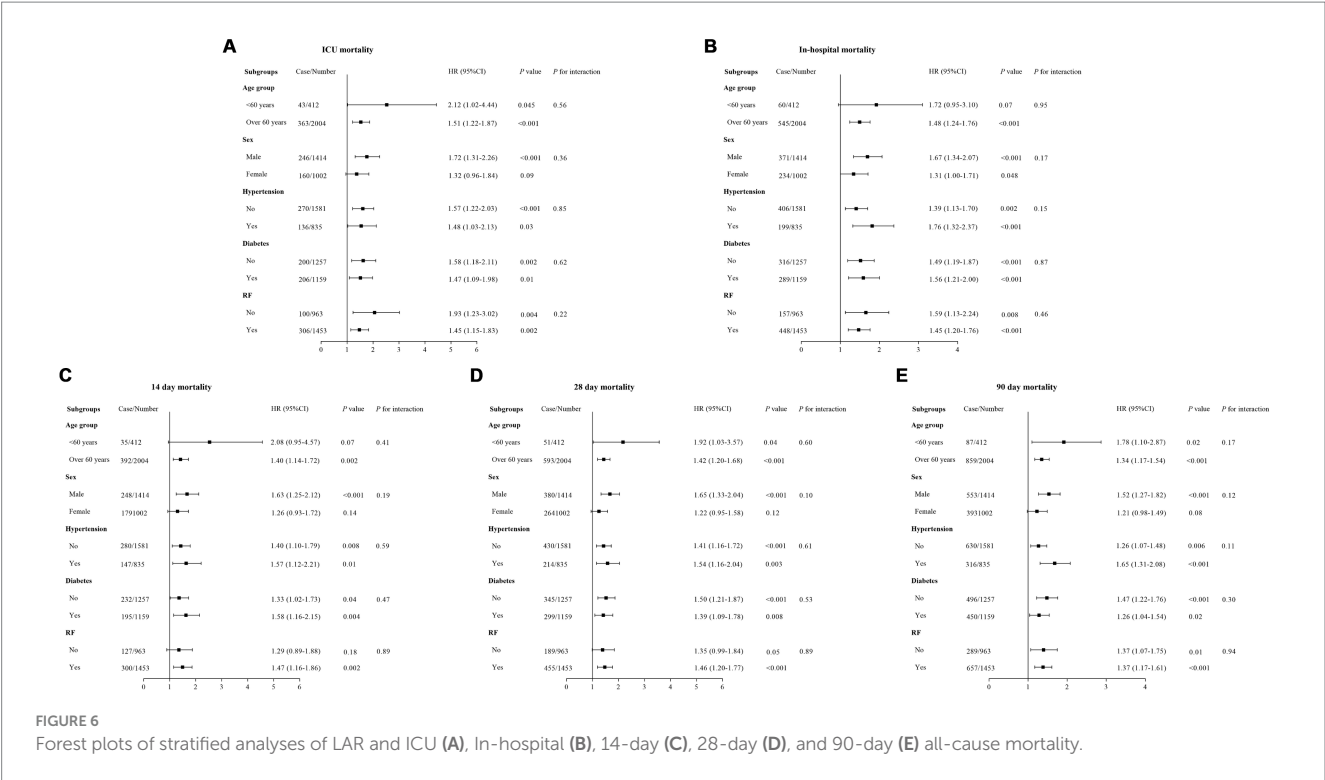 A
ICU mortality
Subgroups Case/Number HR (95%CI) P value P for interaction
Age group
<60 years 43/412 2.12 (1.02-4.44) 0.045 0.56
Over 60 years 363/2004 1.51 (1.22-1.87) <0.001
Sex
Male 246/1414 1.72 (1.31-2.26) <0.001 0.36
Female 160/1002 1.32 (0.96-1.84) 0.09
Hypertension
No 270/1581 1.57 (1.22-2.03) <0.001 0.85
Yes 136/835 1.48 (1.03-2.13) 0.03
Diabetes
No 200/1257 1.58 (1.18-2.11) 0.002 0.62
Yes 206/1159 1.47 (1.09-1.98) 0.01
RF
No 100/963 1.93 (1.23-3.02) 0.004 0.22
Yes 306/1453 1.45 (1.15-1.83) 0.002
0 1 2 3 4 5 6
B
In-hospital mortality
Subgroups Case/Number HR (95%CI) P value P for interaction
Age group
<60 years 60/412 1.72 (0.95-3.10) 0.07 0.95
Over 60 years 545/2004 1.48 (1.24-1.76) <0.001
Sex
Male 371/1414 1.67 (1.34-2.07) <0.001 0.17
Female 234/1002 1.31 (1.00-1.71) 0.048
Hypertension
No 406/1581 1.39 (1.13-1.70) 0.002 0.15
Yes 199/835 1.76 (1.32-2.37) <0.001
Diabetes
No 316/1257 1.49 (1.19-1.87) <0.001 0.87
Yes 289/1159 1.56 (1.21-2.00) <0.001
RF
No 157/963 1.59 (1.13-2.24) 0.008 0.46
Yes 448/1453 1.45 (1.20-1.76) <0.001
0 1 2 3 4
C
14 day mortality
Subgroups Case/Number HR (95%CI) P value P for interaction
Age group
<60 years 35/412 2.08 (0.95-4.57) 0.07 0.41
Over 60 years 392/2004 1.40 (1.14-1.72) 0.002
Sex
Male 248/1414 1.63 (1.25-2.12) <0.001 0.19
Female 1791002 1.26 (0.93-1.72) 0.14
Hypertension
No 280/1581 1.40 (1.10-1.79) 0.008 0.59
Yes 147/835 1.57 (1.12-2.21) 0.01
Diabetes
No 232/1257 1.33 (1.02-1.73) 0.04 0.47
Yes 195/1159 1.58 (1.16-2.15) 0.004
RF
No 127/963 1.29 (0.89-1.88) 0.18 0.89
Yes 300/1453 1.47 (1.16-1.86) 0.002
0 1 2 3 4 5 6
D
28 day mortality
Subgroups Case/Number HR (95%CI) P value P for interaction
Age group
<60 years 51/412 1.92 (1.03-3.57) 0.04 0.60
Over 60 years 593/2004 1.42 (1.20-1.68) <0.001
Sex
Male 380/1414 1.65 (1.33-2.04) <0.001 0.10
Female 2641002 1.22 (0.95-1.58) 0.12
Hypertension
No 430/1581 1.41 (1.16-1.72) <0.001 0.61
Yes 214/835 1.54 (1.16-2.04) 0.003
Diabetes
No 345/1257 1.50 (1.21-1.87) <0.001 0.53
Yes 299/1159 1.39 (1.09-1.78) 0.008
RF
No 189/963 1.35 (0.99-1.84) 0.05 0.89
Yes 455/1453 1.46 (1.20-1.77) <0.001
0 1 2 3 4 5 6
E
90 day mortality
Subgroups Case/Number HR (95%CI) P value P for interaction
Age group
<60 years 87/412 1.78 (1.10-2.87) 0.02 0.17
Over 60 years 859/2004 1.34 (1.17-1.54) <0.001
Sex
Male 553/1414 1.52 (1.27-1.82) <0.001 0.12
Female 3931002 1.21 (0.98-1.49) 0.08
Hypertension
No 630/1581 1.26 (1.07-1.48) 0.006 0.11
Yes 316/835 1.65 (1.31-2.08) <0.001
Diabetes
No 496/1257 1.47 (1.22-1.76) <0.001 0.30
Yes 450/1159 1.26 (1.04-1.54) 0.02
RF
No 289/963 1.37 (1.07-1.75) 0.01 0.94
Yes 657/1453 1.37 (1.17-1.61) <0.001
0 1 2 3 4
FIGURE 6
Forest plots of stratified analyses of LAR and ICU (A), In-hospital (B), 14-day (C), 28-day (D), and 90-day (E) all-cause mortality.